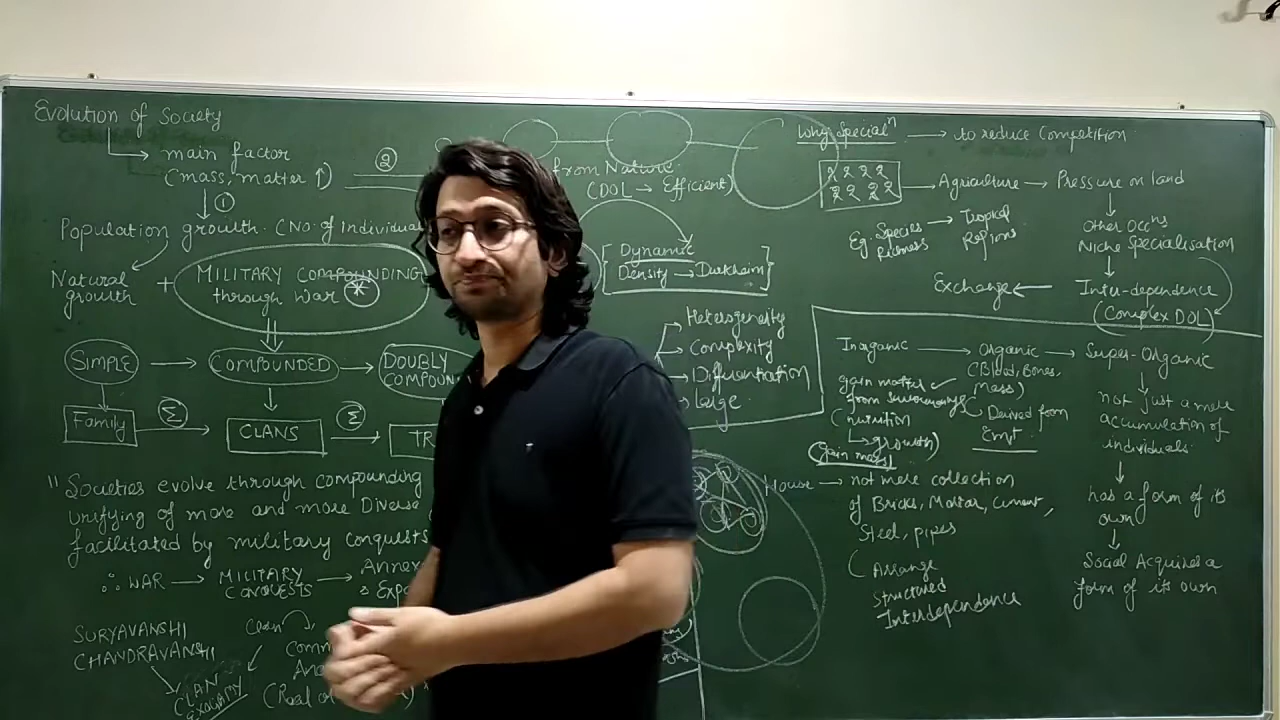 Evolution of Society
main factor
(mass, matter ↑)
①
②
Population growth. (No. of Individua
Natural growth
+
MILITARY COMPOUNDING
through War *
SIMPLE
COMPOUNDED
DOUBLY
COMPOUN
Family
Σ
CLANS
Σ
TR
"Societies evolve through compounding
unifying of more and more Diverse
facilitated by military conquests
∴ WAR → MILITARY CONQUESTS → Annex
& Exp
SURYAVANSHI
CHANDRAVANSHI
CLAN
EXOGAMY
Clan
Comm
(Real or
from Nature.
(DOL → Efficient)
Dynamic
Density → Durkheim
Heterogeneity
Complexity
Differentiation
Large
Why Specialⁿ → to reduce Competition
Agriculture → Pressure on land
Eg. Species Richness → Tropical Regions
Other Occⁿs
Niche Specialisation
Exchange ← Inter-dependence
(Complex DOL)
Inorganic → Organic → Super-Organic
(Blood, Bones,
Mass)
gain matter
from surroundings
(nutrition
↳ growth)
(gain mass)
Derived from
Emt.
not just a mere
accumulation of
individuals
has a form of its
own
Social Acquires a
form of its own
House → not mere collection
of Bricks, Mortar, Cement,
Steel, pipes
(Arrange
Structured
Interdependence